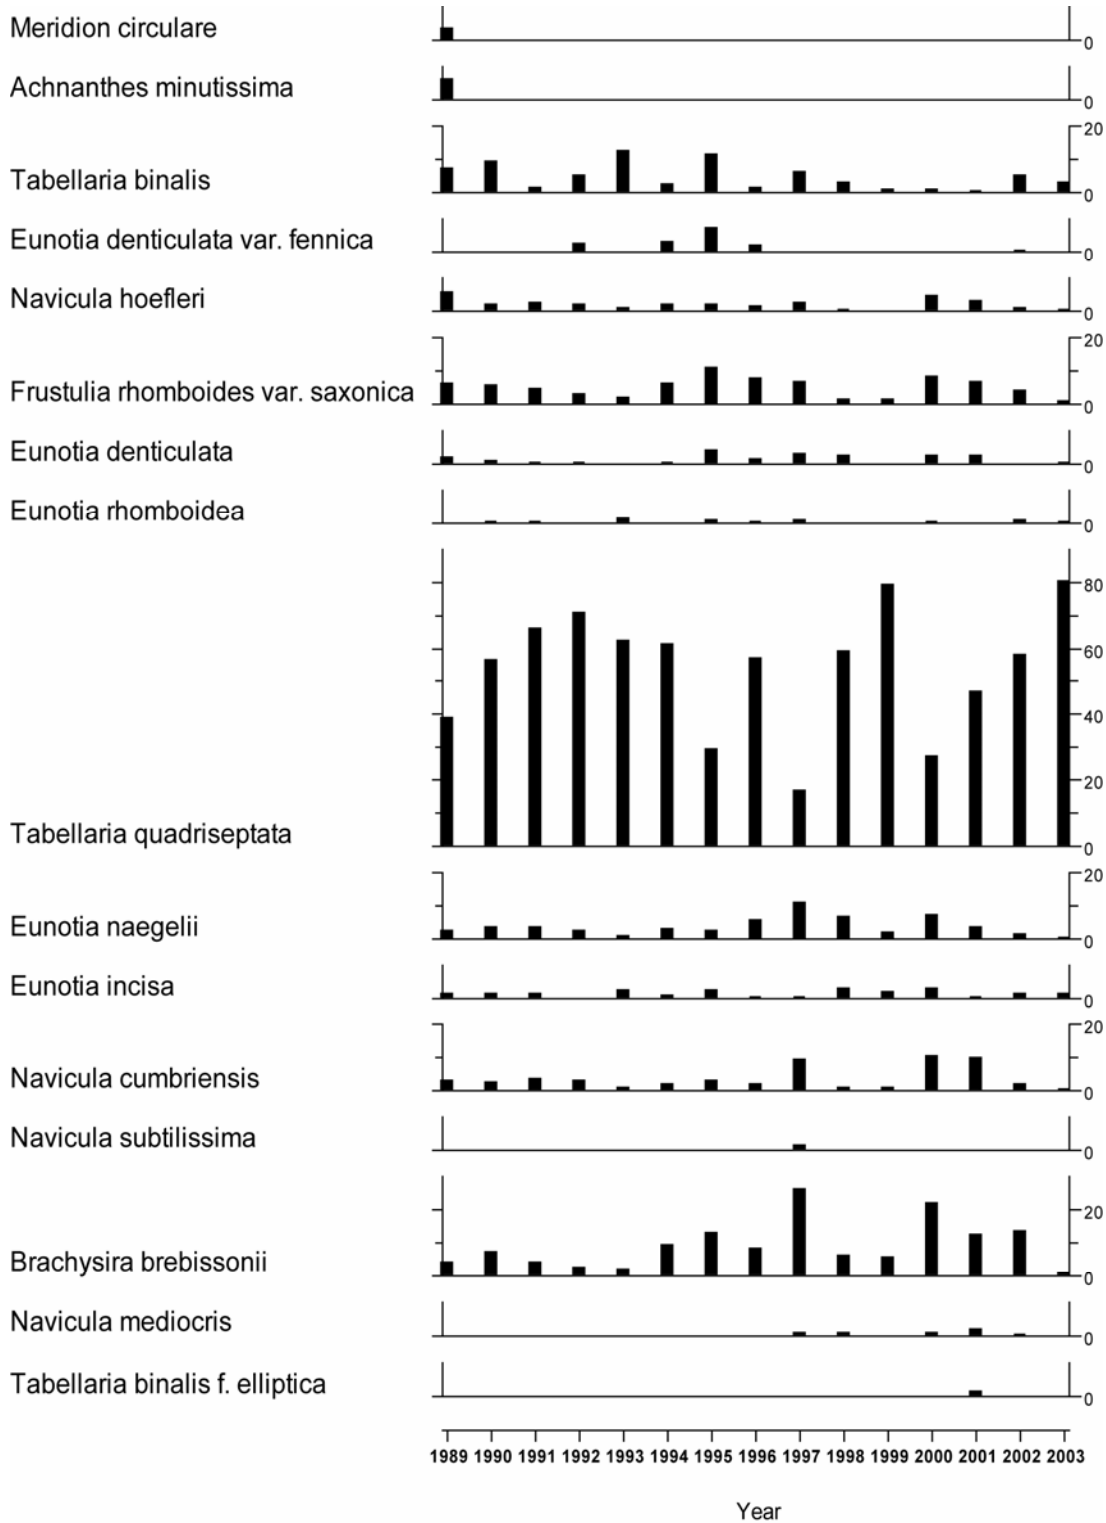 Meridion circulare
0
Achnanthes minutissima
0
20
Tabellaria binalis
0
Eunotia denticulata var. fennica
0
Navicula hoefleri
0
20
Frustulia rhomboides var. saxonica
0
Eunotia denticulata
0
Eunotia rhomboidea
0
80
60
40
20
Tabellaria quadriseptata
0
20
Eunotia naegelii
0
Eunotia incisa
0
20
Navicula cumbriensis
0
Navicula subtilissima
0
20
Brachysira brebissonii
0
Navicula mediocris
0
Tabellaria binalis f. elliptica
0
1989 1990 1991 1992 1993 1994 1995 1996 1997 1998 1999 2000 2001 2002 2003
Year